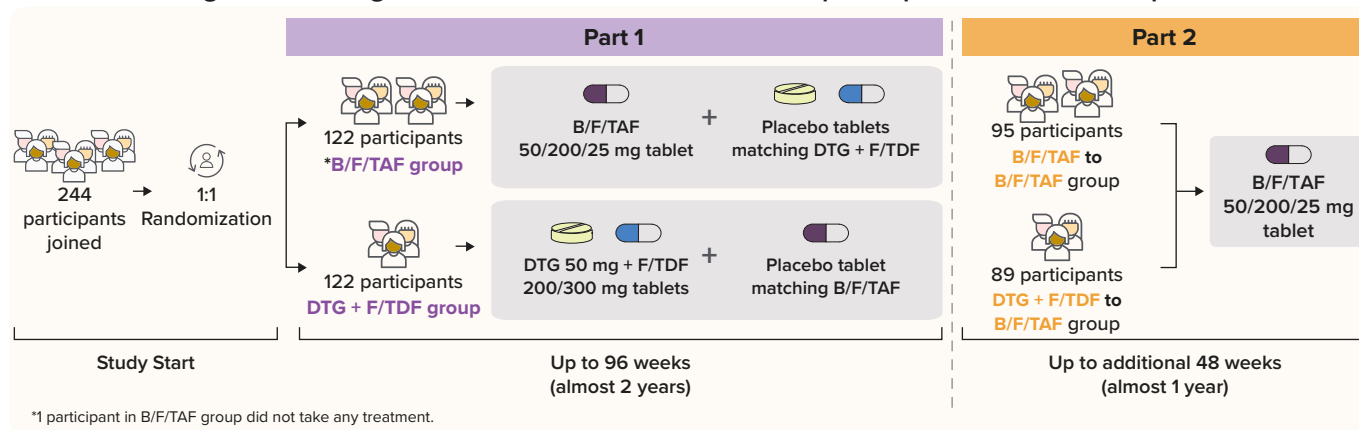 Part 1
Part 2
244
participants
joined
1:1
Randomization
122 participants
*B/F/TAF group
B/F/TAF
50/200/25 mg tablet
+
Placebo tablets
matching DTG + F/TDF
122 participants
DTG + F/TDF group
DTG 50 mg + F/TDF
200/300 mg tablets
+
Placebo tablet
matching B/F/TAF
95 participants
B/F/TAF to
B/F/TAF group
89 participants
DTG + F/TDF to
B/F/TAF group
B/F/TAF
50/200/25 mg
tablet
Study Start
Up to 96 weeks
(almost 2 years)
Up to additional 48 weeks
(almost 1 year)
*1 participant in B/F/TAF group did not take any treatment.